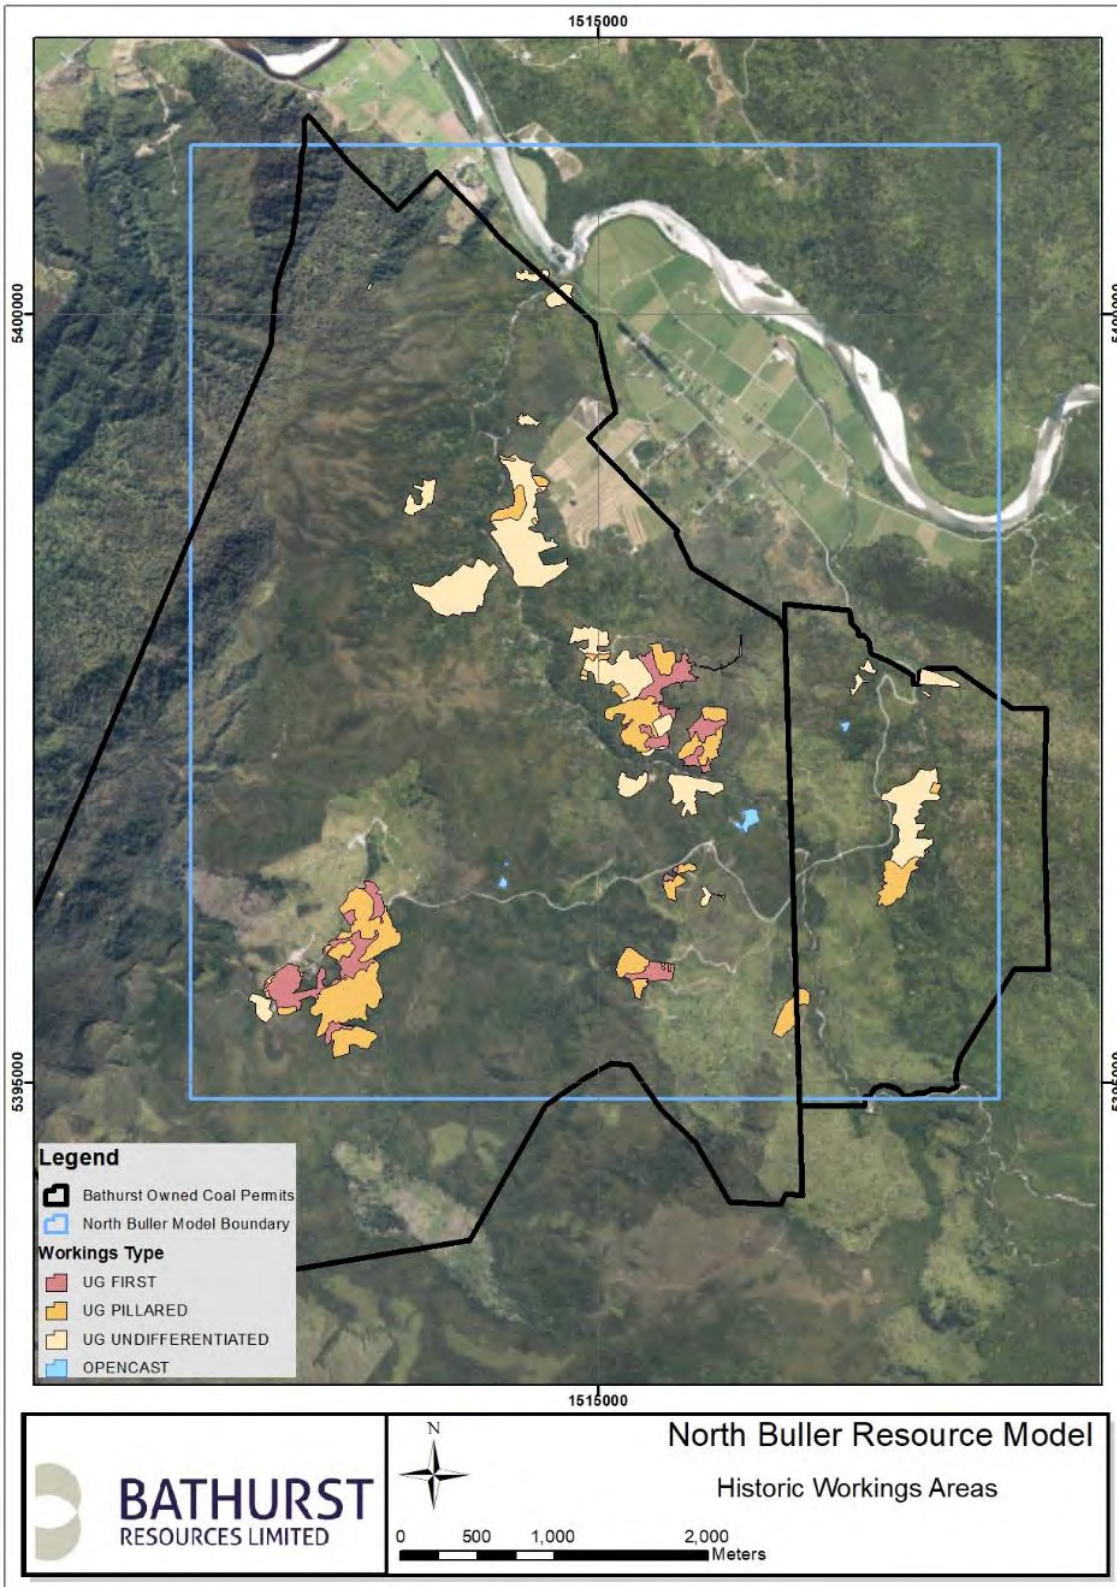 1515000
5400000
5400000
5395000
5395000
Legend
Bathurst Owned Coal Permits
North Buller Model Boundary
Workings Type
UG FIRST
UG PILLARED
UG UNDIFFERENTIATED
OPENCAST
1515000
BATHURST
RESOURCES LIMITED
N
North Buller Resource Model
Historic Workings Areas
0 500 1,000 2,000
Meters